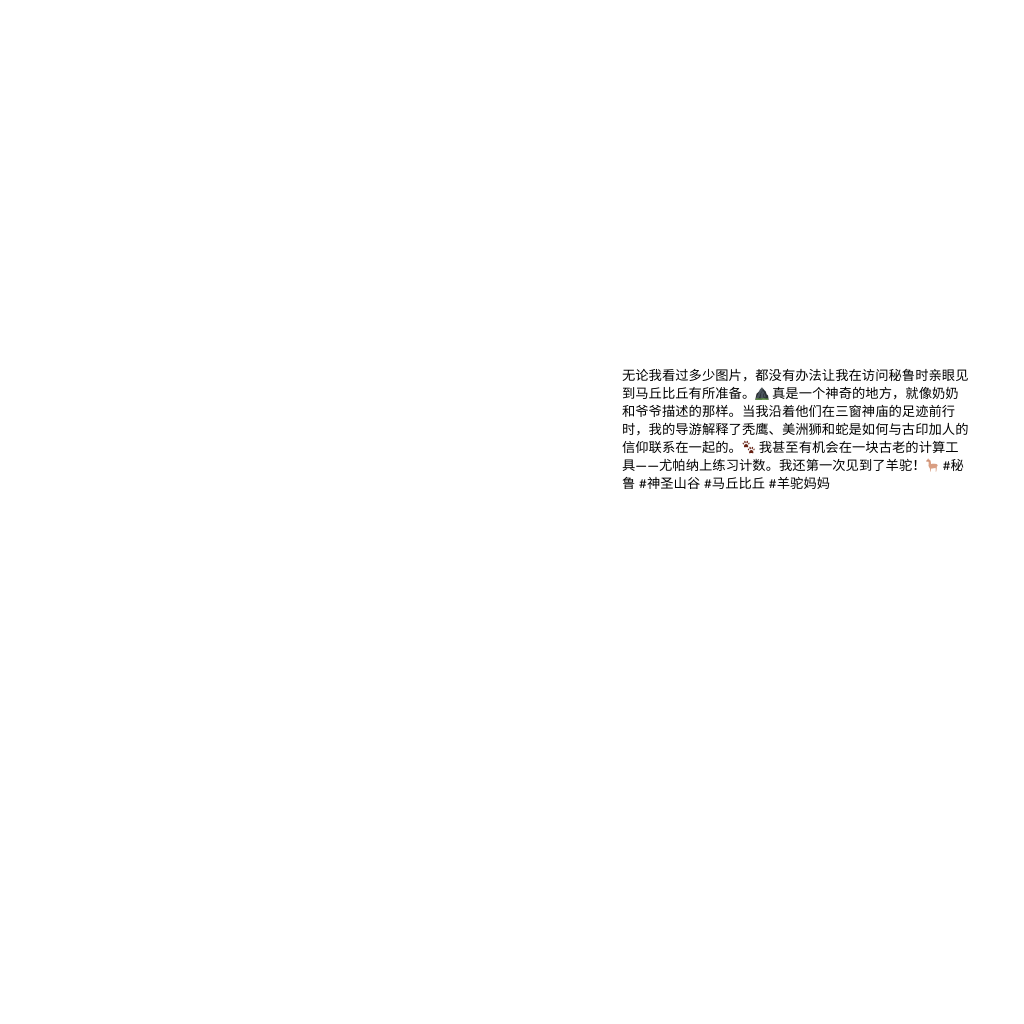 无论我看过多少图片，都没有办法让我在访问秘鲁时亲眼见
到马丘比丘有所准备。⛰️ 真是一个神奇的地方，就像奶奶
和爷爷描述的那样。当我沿着他们在三窗神庙的足迹前行
时，我的导游解释了秃鹰、美洲狮和蛇是如何与古印加人的
信仰联系在一起的。🐾 我甚至有机会在一块古老的计算工
具——尤帕纳上练习计数。我还第一次见到了羊驼！🦙 #秘
鲁 #神圣山谷 #马丘比丘 #羊驼妈妈